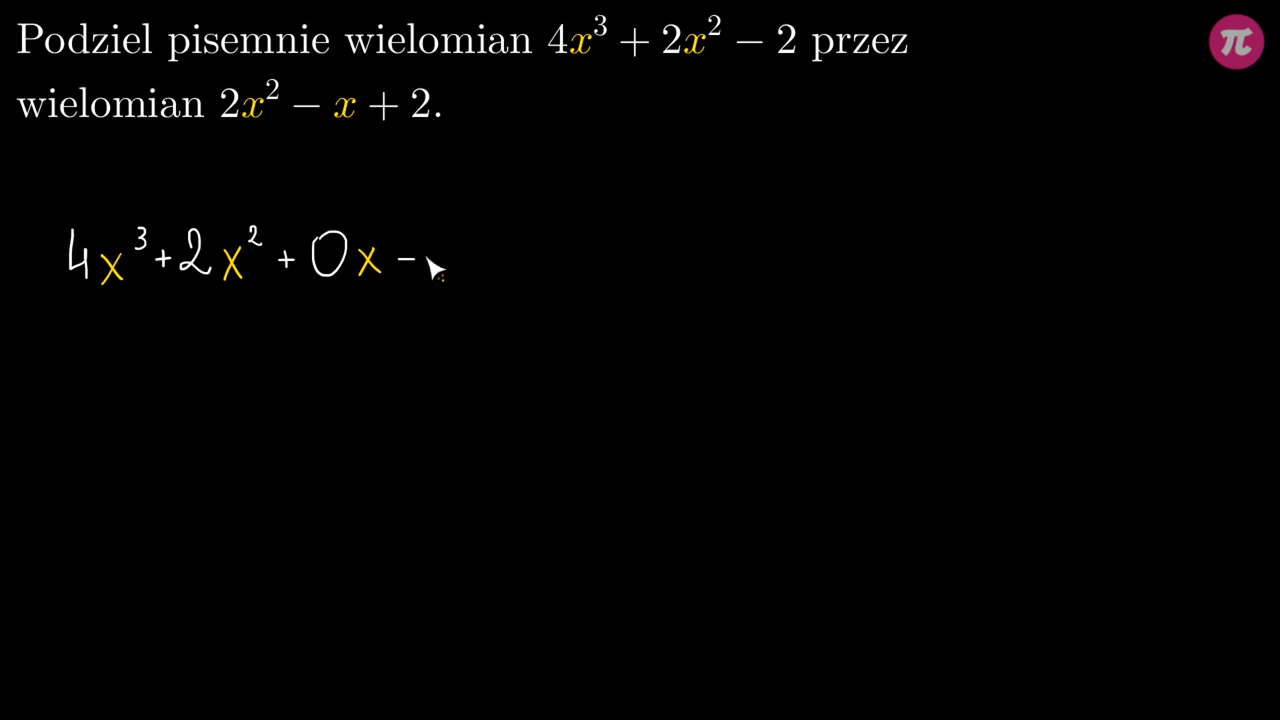 Podziel pisemnie wielomian 4x³ + 2x² − 2 przez
wielomian 2x² − x + 2.
4x³ + 2x² + 0x −